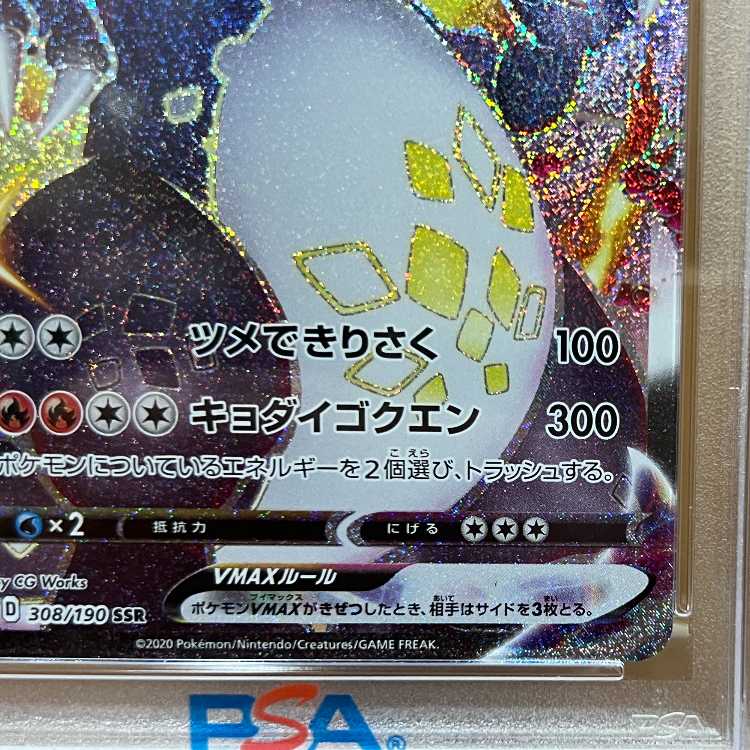 ツメできりさく 100
キョダイゴクエン 300
ポケモンについているエネルギーを2個選び、トラッシュする。
×2 抵抗力 にげる
by CG Works
VMAXルール
D 308/190 SSR
ポケモンVMAXがきぜつしたとき、相手はサイドを3枚とる。
©2020 Pokémon/Nintendo/Creatures/GAME FREAK.
PSA®
PSA